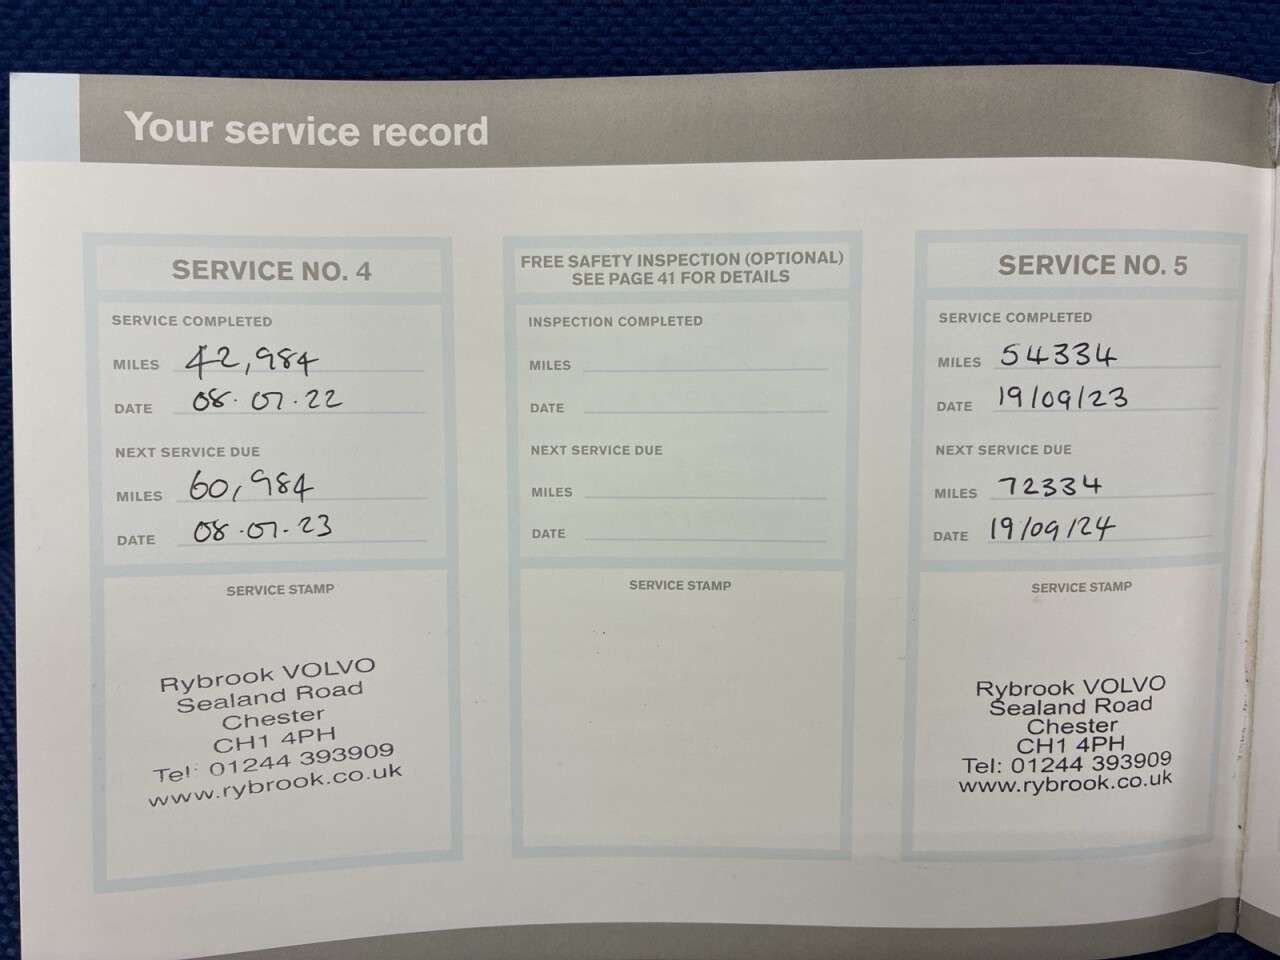 Your service record
SERVICE NO. 4
SERVICE COMPLETED
MILES 42,984
DATE 08.07.22
NEXT SERVICE DUE
MILES 60,984
DATE 08.07.23
SERVICE STAMP
Rybrook VOLVO
Sealand Road
Chester
CH1 4PH
Tel: 01244 393909
www.rybrook.co.uk
FREE SAFETY INSPECTION (OPTIONAL)
SEE PAGE 41 FOR DETAILS
INSPECTION COMPLETED
MILES
DATE
NEXT SERVICE DUE
MILES
DATE
SERVICE STAMP
SERVICE NO. 5
SERVICE COMPLETED
MILES 54334
DATE 19/09/23
NEXT SERVICE DUE
MILES 72334
DATE 19/09/24
SERVICE STAMP
Rybrook VOLVO
Sealand Road
Chester
CH1 4PH
Tel: 01244 393909
www.rybrook.co.uk